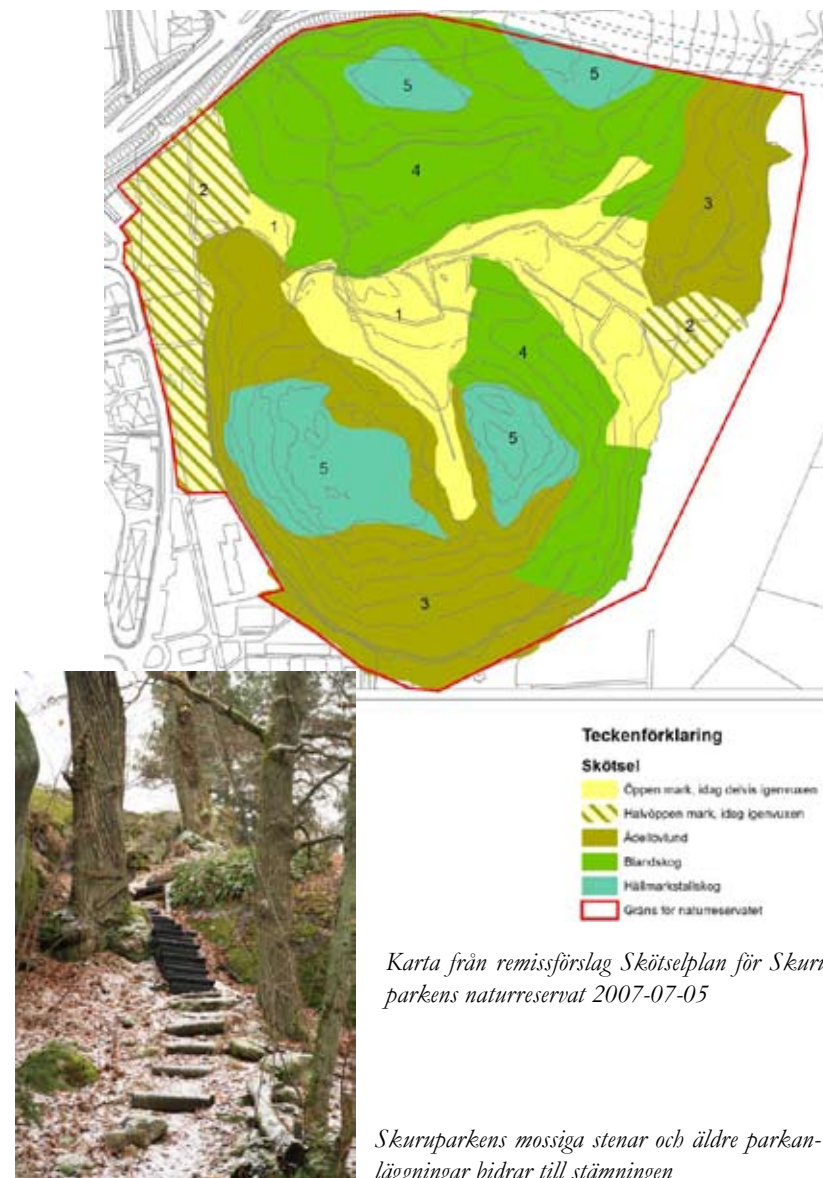 5
5
4
2
3
1
1
2
4
5
5
3
Teckenförklaring
Skötsel
Öppen mark, idag delvis igenvuxen
Halvöppen mark, idag igenvuxen
Ädellövlund
Blandskog
Hällmarkstallskog
Gräns för naturreservatet
Karta från remissförslag Skötselplan för Skuru
parkens naturreservat 2007-07-05
Skuruparkens mossiga stenar och äldre parkan-
läggningar bidrar till stämningen